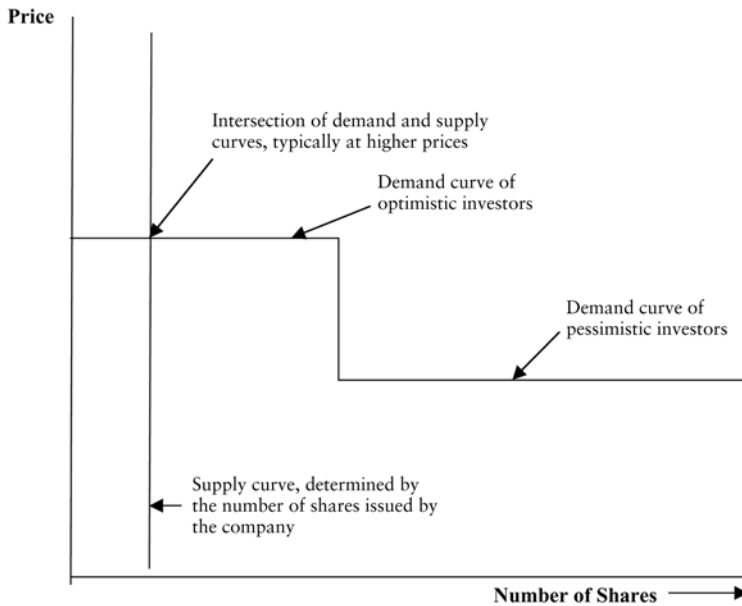 Price
Intersection of demand and supply
curves, typically at higher prices
Demand curve of
optimistic investors
Demand curve of
pessimistic investors
Supply curve, determined by
the number of shares issued by
the company
Number of Shares